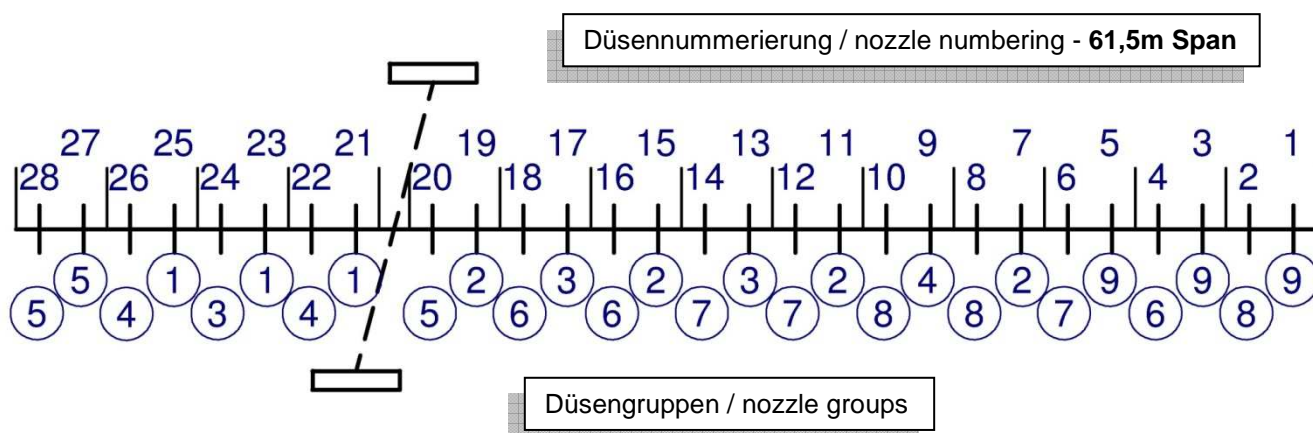 Düsennummerierung / nozzle numbering - 61,5m Span
27 25 23 21 19 17 15 13 11 9 7 5 3 1
28 26 24 22 20 18 16 14 12 10 8 6 4 2
5 1 1 1 2 3 2 3 2 4 2 9 9 9
5 4 3 4 5 6 6 7 7 8 8 7 6 8
Düsengruppen / nozzle groups